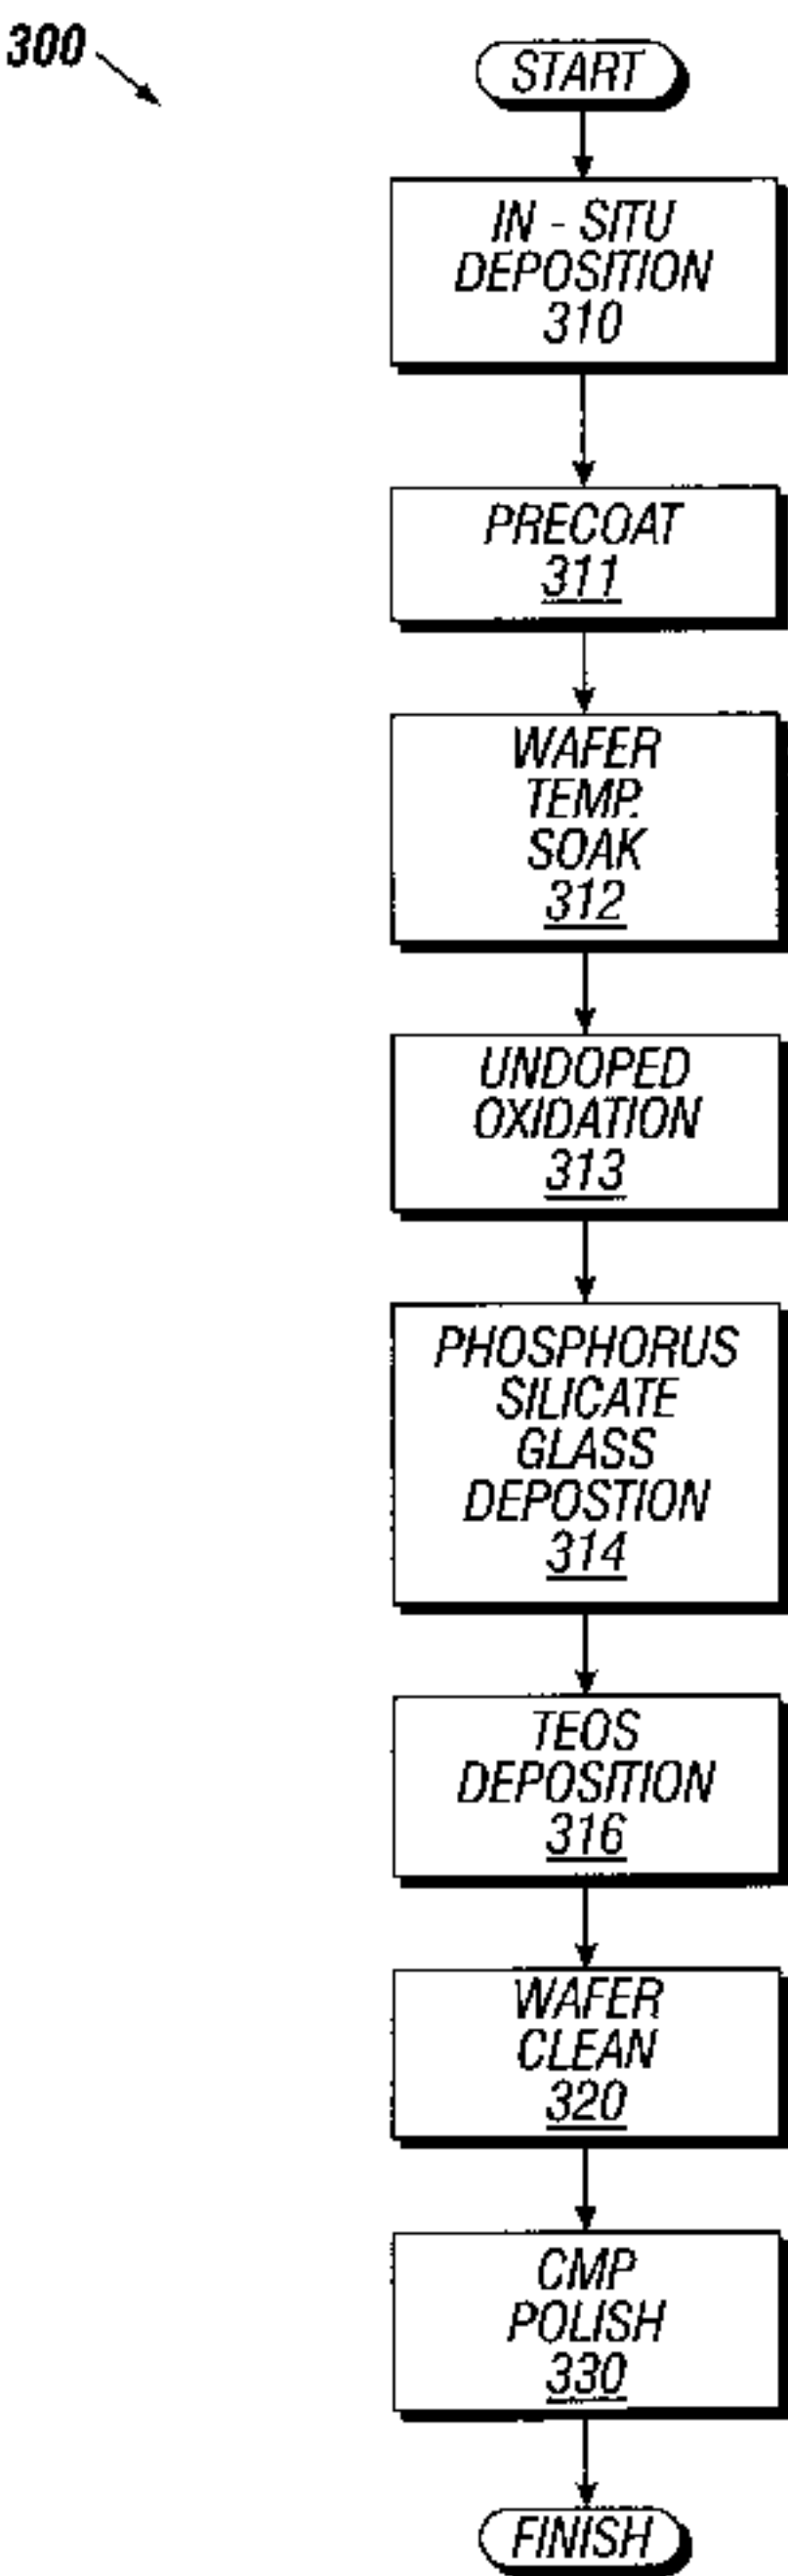 300
START
IN - SITU
DEPOSITION
310
PRECOAT
311
WAFER
TEMP.
SOAK
312
UNDOPED
OXIDATION
313
PHOSPHORUS
SILICATE
GLASS
DEPOSTION
314
TEOS
DEPOSITION
316
WAFER
CLEAN
320
CMP
POLISH
330
FINISH